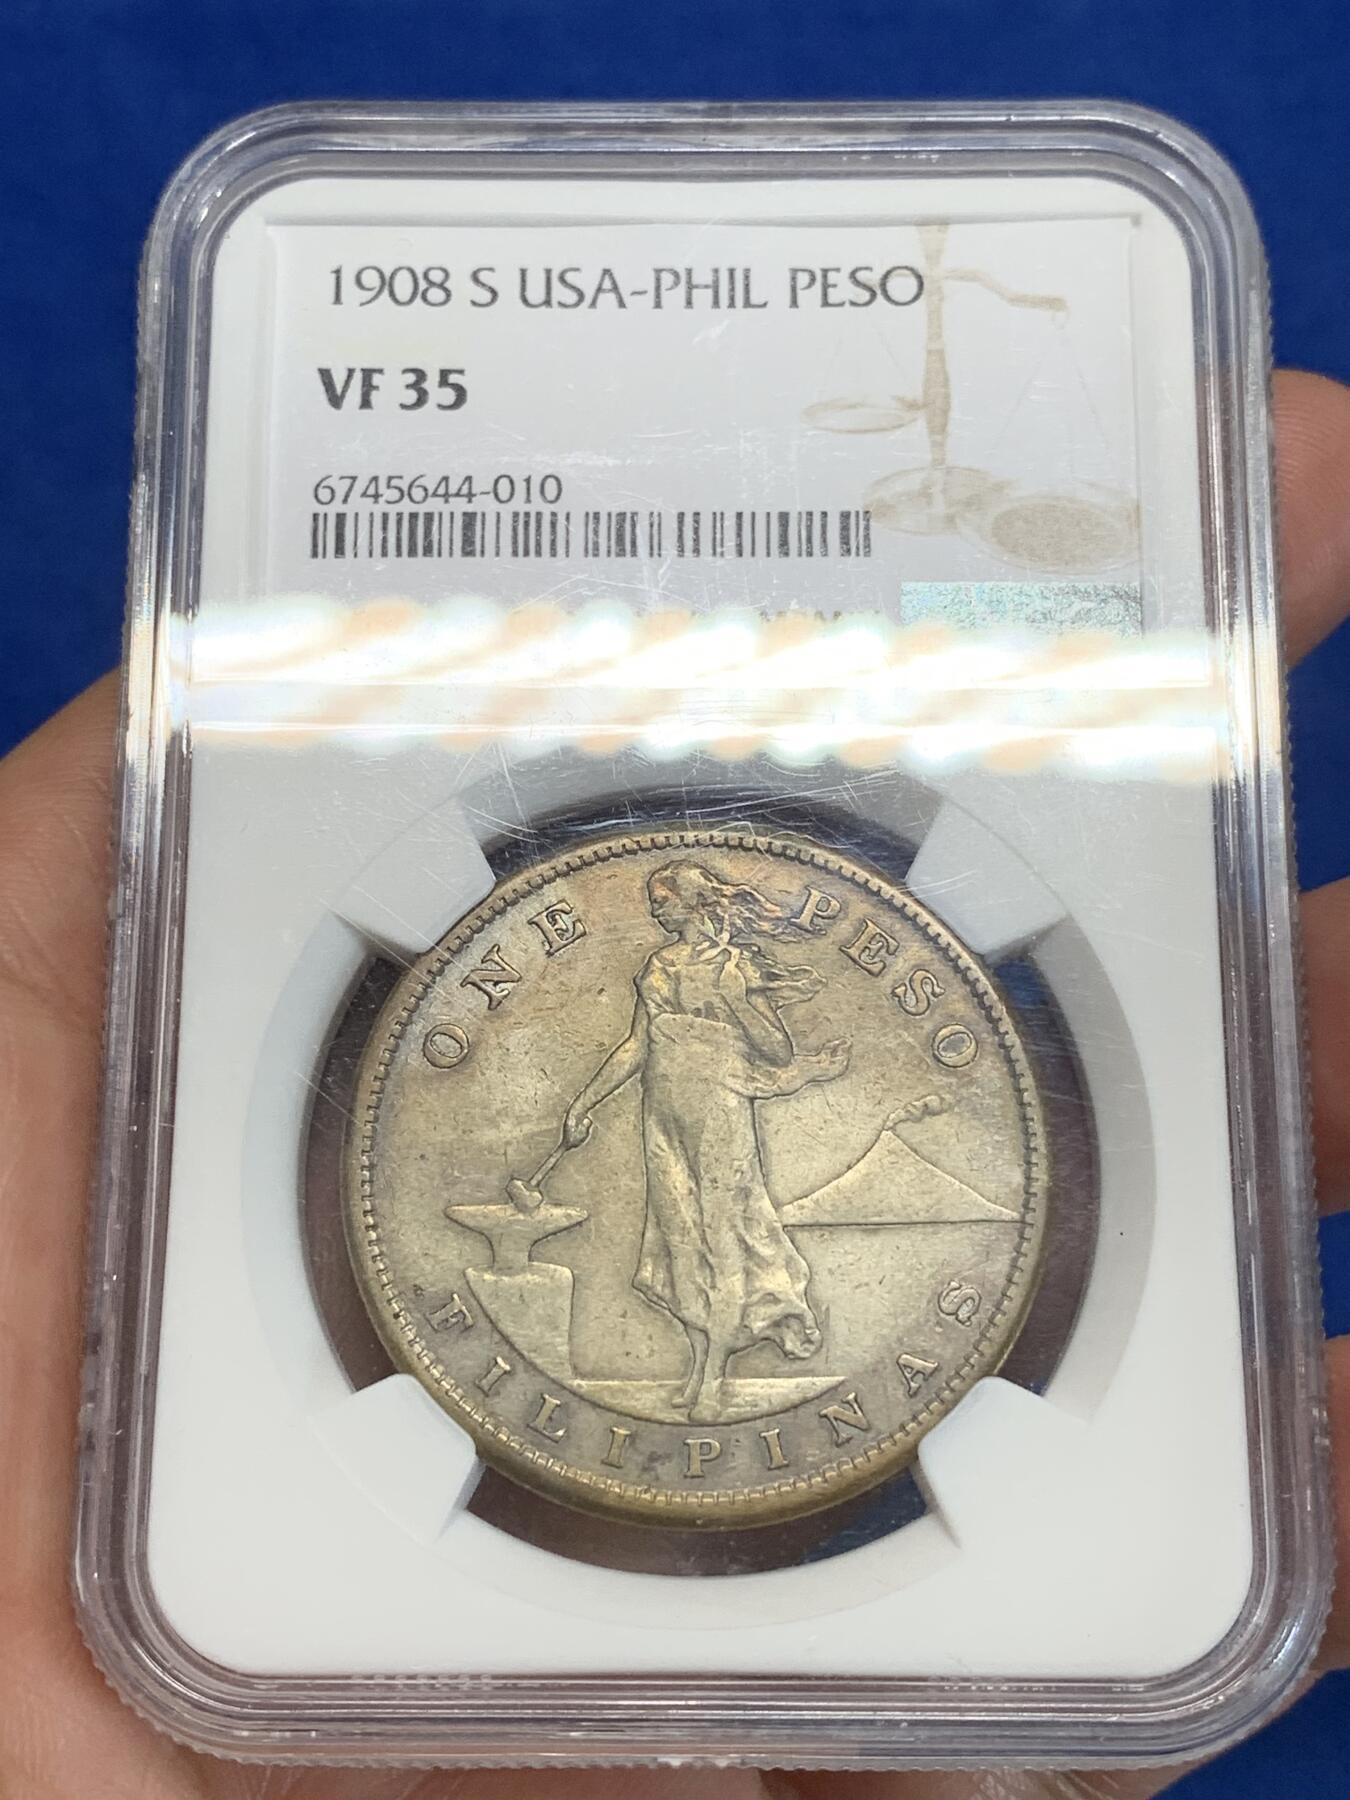 1908 S USA-PHIL PESO
VF 35
6745644-010
ONE PESO
FILIPINAS